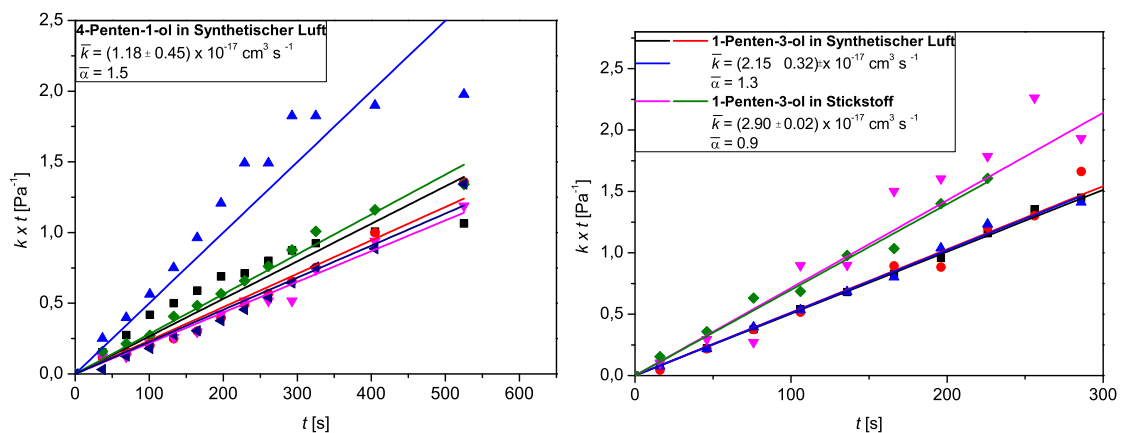 4-Penten-1-ol in Synthetischer Luft
k̅ = (1.18 ± 0.45) x 10⁻¹⁷ cm³ s⁻¹
α̅ = 1.5
2,5
2,0
1,5
1,0
0,5
0,0
k x t [Pa⁻¹]
0 100 200 300 400 500 600
t [s]
1-Penten-3-ol in Synthetischer Luft
k̅ = (2.15 0.32)± x 10⁻¹⁷ cm³ s⁻¹
α̅ = 1.3
1-Penten-3-ol in Stickstoff
k̅ = (2.90 ± 0.02) x 10⁻¹⁷ cm³ s⁻¹
α̅ = 0.9
2,5
2,0
1,5
1,0
0,5
0,0
k x t [Pa⁻¹]
0 100 200 300
t [s]